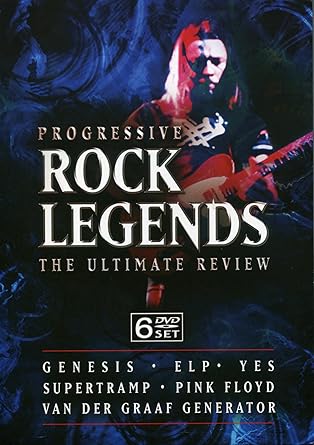 PROGRESSIVE
ROCK
LEGENDS
THE ULTIMATE REVIEW
6 DVD SET
GENESIS · ELP · YES
SUPERTRAMP · PINK FLOYD
VAN DER GRAAF GENERATOR